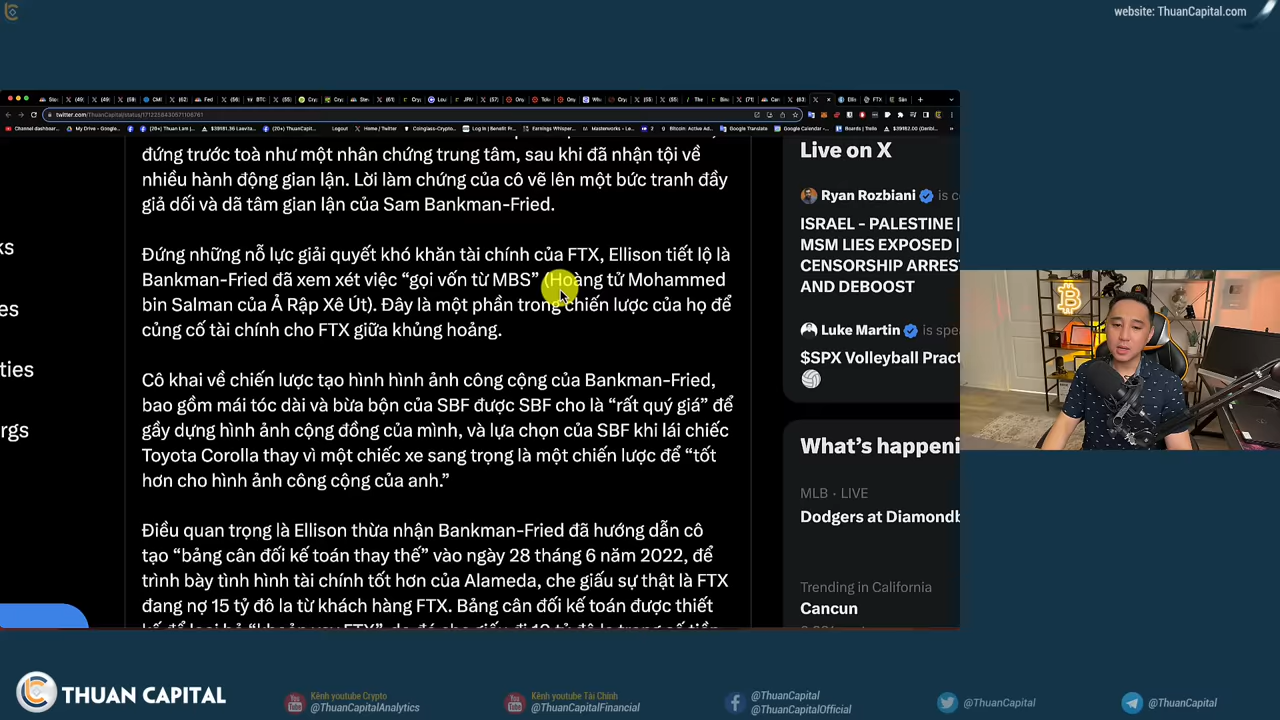 website: ThuanCapital.com
twitter.com/ThuanCapital/status/1712358430571106761
đứng trước toà như một nhân chứng trung tâm, sau khi đã nhận tội về
nhiều hành động gian lận. Lời làm chứng của cô vẽ lên một bức tranh đầy
giả dối và dã tâm gian lận của Sam Bankman-Fried.
Đứng những nỗ lực giải quyết khó khăn tài chính của FTX, Ellison tiết lộ là
Bankman-Fried đã xem xét việc “gọi vốn từ MBS” (Hoàng tử Mohammed
bin Salman của Ả Rập Xê Út). Đây là một phần trong chiến lược của họ để
củng cố tài chính cho FTX giữa khủng hoảng.
Cô khai về chiến lược tạo hình hình ảnh công cộng của Bankman-Fried,
bao gồm mái tóc dài và bừa bộn của SBF được SBF cho là “rất quý giá” để
gầy dựng hình ảnh cộng đồng của mình, và lựa chọn của SBF khi lái chiếc
Toyota Corolla thay vì một chiếc xe sang trọng là một chiến lược để “tốt
hơn cho hình ảnh công cộng của anh.”
Điều quan trọng là Ellison thừa nhận Bankman-Fried đã hướng dẫn cô
tạo “bảng cân đối kế toán thay thế” vào ngày 28 tháng 6 năm 2022, để
trình bày tình hình tài chính tốt hơn của Alameda, che giấu sự thật là FTX
đang nợ 15 tỷ đô la từ khách hàng FTX. Bảng cân đối kế toán được thiết
ks
es
ties
rgs
Live on X
Ryan Rozbiani is c
ISRAEL - PALESTINE |
MSM LIES EXPOSED |
CENSORSHIP ARRES
AND DEBOOST
Luke Martin is spe
$SPX Volleyball Pract
What’s happeni
MLB · LIVE
Dodgers at Diamondb
Trending in California
Cancun
THUAN CAPITAL
Kênh youtube Crypto
@ThuanCapitalAnalytics
Kênh youtube Tài Chính
@ThuanCapitalFinancial
@ThuanCapital
@ThuanCapitalOfficial
@ThuanCapital
@ThuanCapital